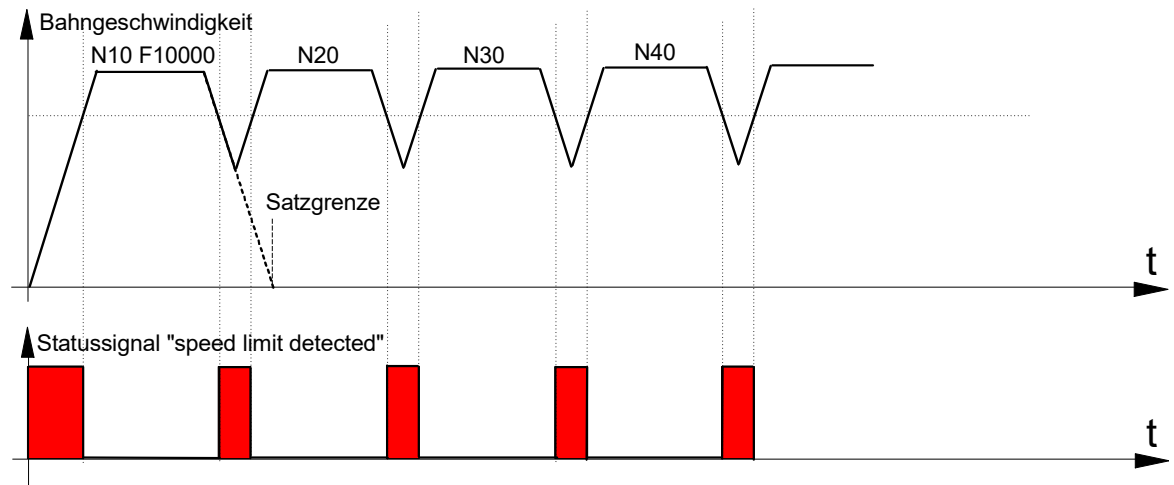 Bahngeschwindigkeit
N10 F10000
N20
N30
N40
Satzgrenze
t
Statussignal "speed limit detected"
t